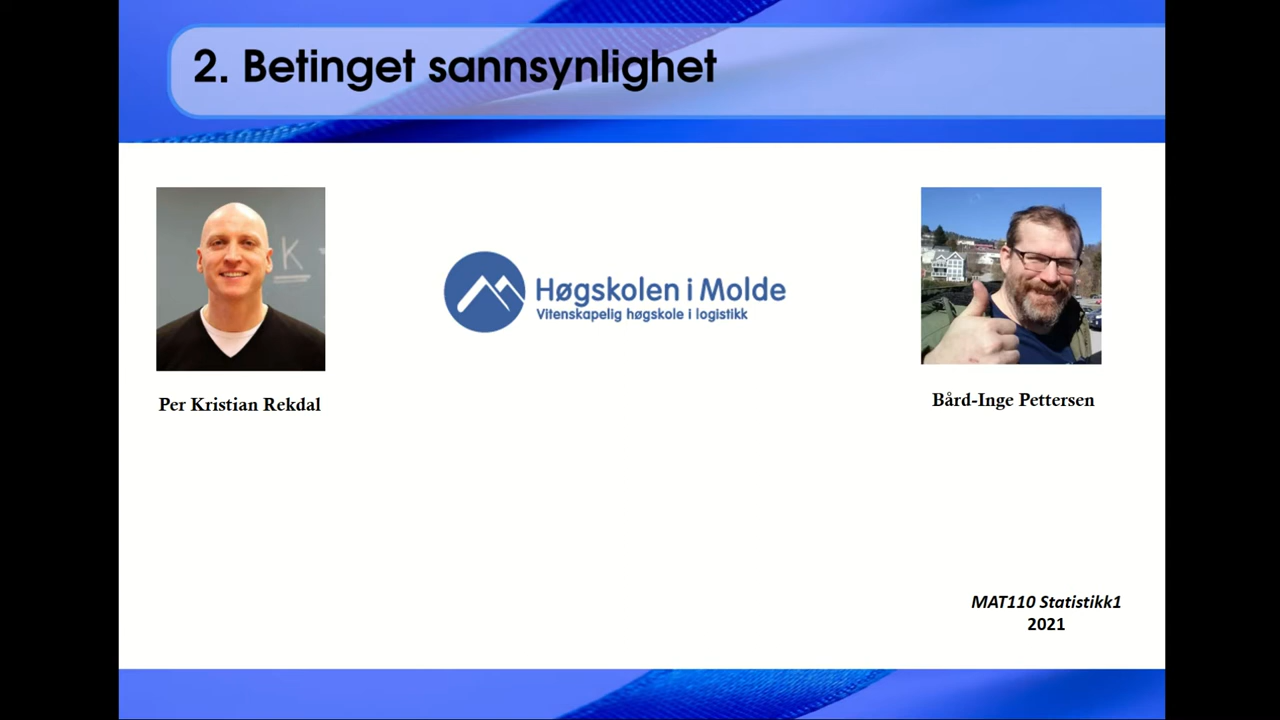 2. Betinget sannsynlighet
K
Høgskolen i Molde
Vitenskapelig høgskole i logistikk
Per Kristian Rekdal
Bård-Inge Pettersen
MAT110 Statistikk1
2021